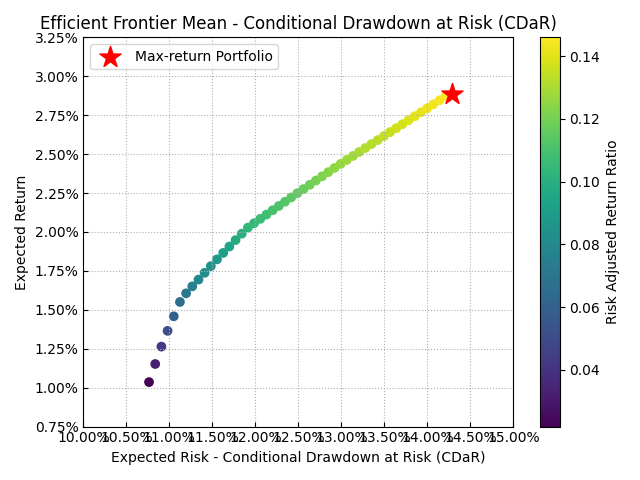 Efficient Frontier Mean - Conditional Drawdown at Risk (CDaR)
Max-return Portfolio
3.25%
3.00%
2.75%
2.50%
2.25%
2.00%
1.75%
1.50%
1.25%
1.00%
0.75%
Expected Return
10.00% 10.50% 11.00% 11.50% 12.00% 12.50% 13.00% 13.50% 14.00% 14.50% 15.00%
Expected Risk - Conditional Drawdown at Risk (CDaR)
0.14
0.12
0.10
0.08
0.06
0.04
Risk Adjusted Return Ratio